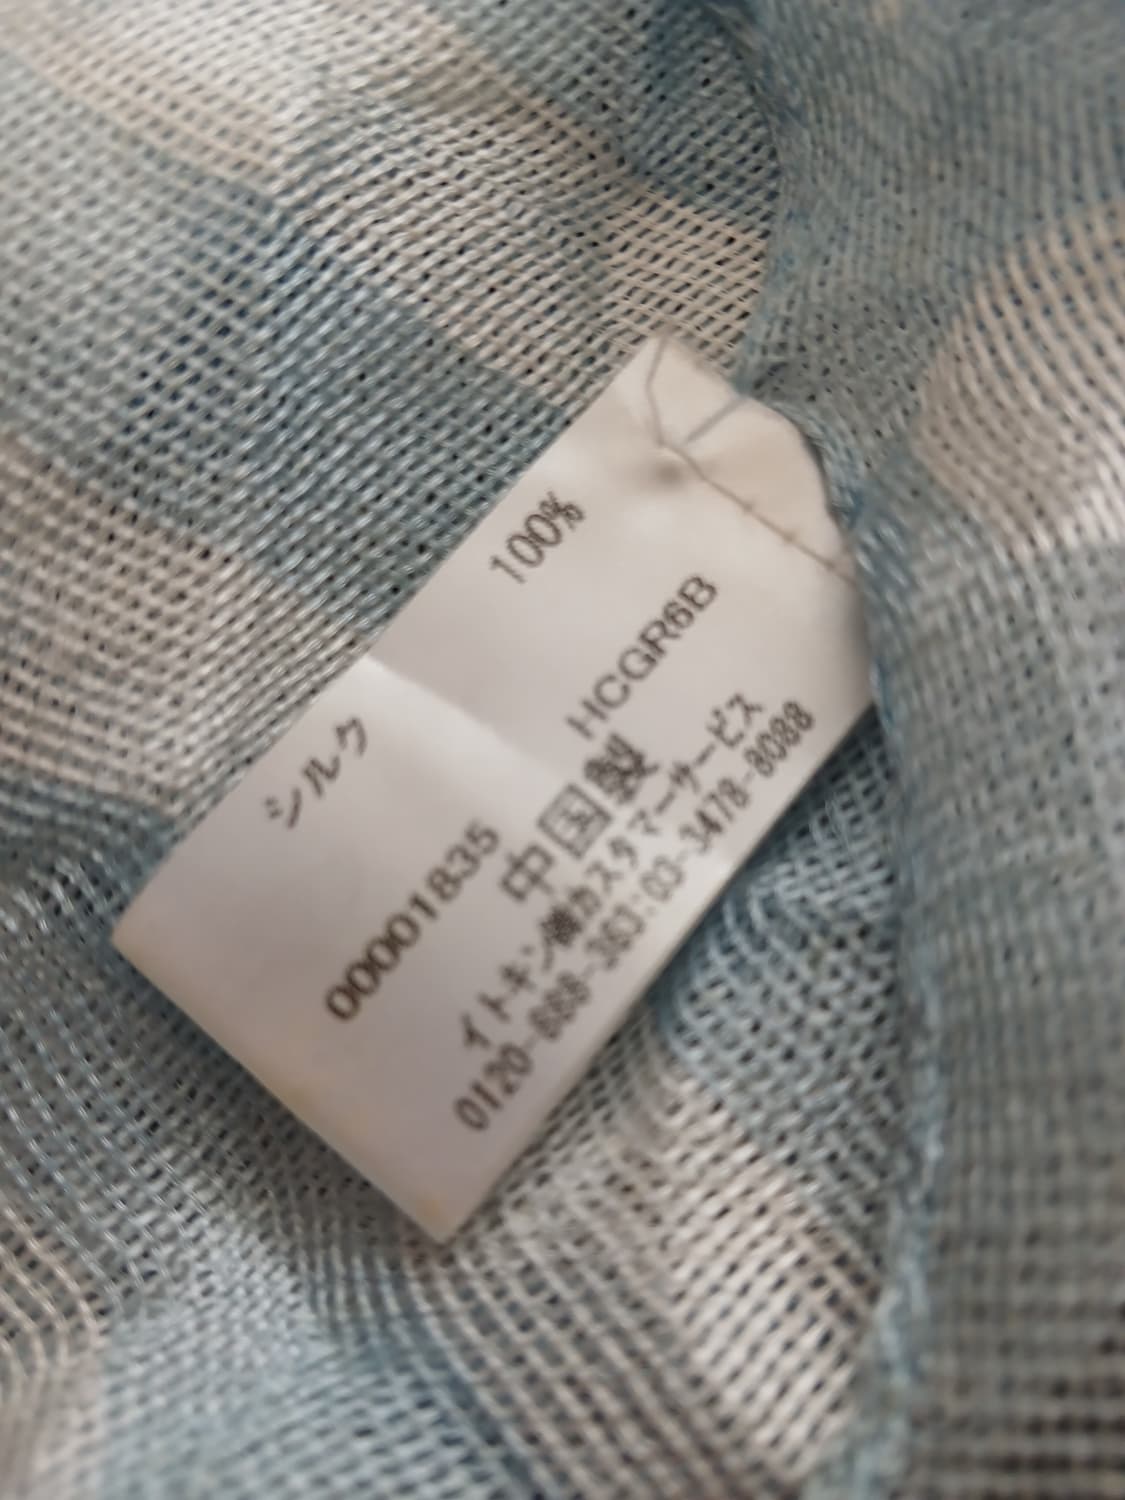 シルク 100%
00001835 HCGR6B
中国製
イトキン㈱カスタマーサービス
0120-888-363:03-3478-8088